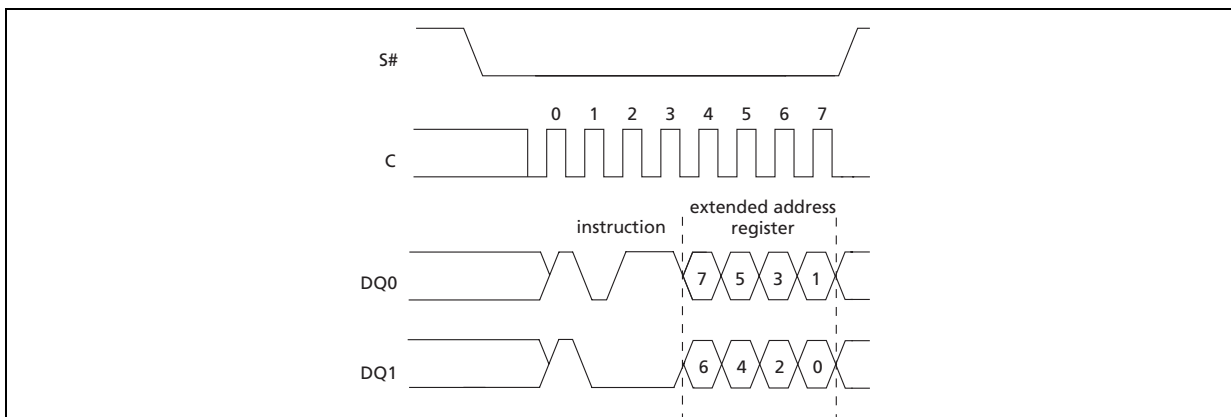 S#
0 1 2 3 4 5 6 7
C
extended address
instruction register
DQ0 7 5 3 1
DQ1 6 4 2 0